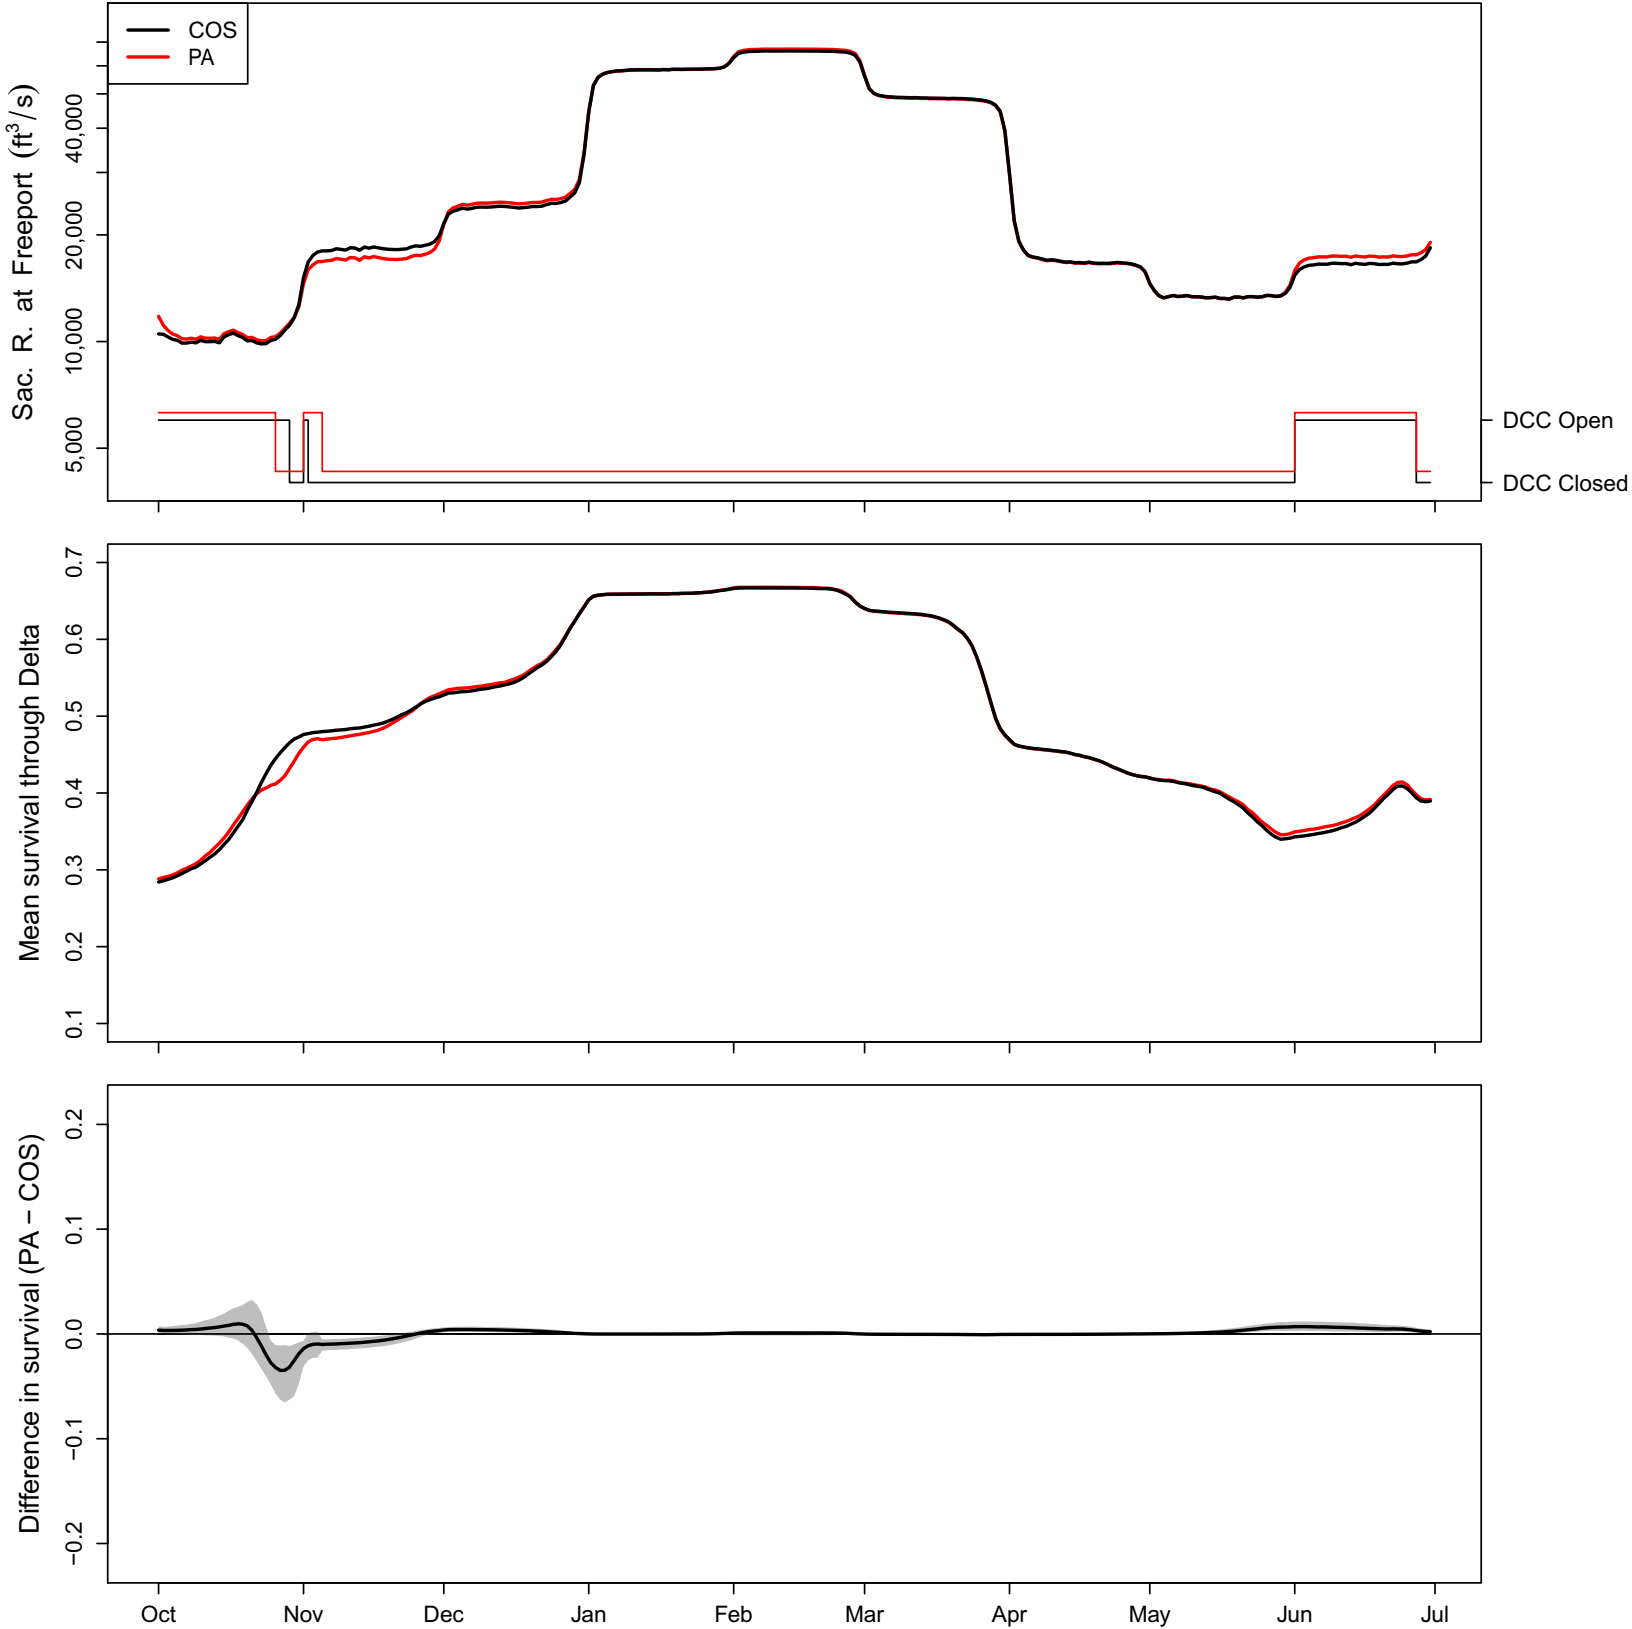 COS
PA
Sac. R. at Freeport (ft³/s)
40,000
20,000
10,000
5,000
DCC Open
DCC Closed
Mean survival through Delta
0.7
0.6
0.5
0.4
0.3
0.2
0.1
Difference in survival (PA − COS)
0.2
0.1
0.0
−0.1
−0.2
Oct Nov Dec Jan Feb Mar Apr May Jun Jul